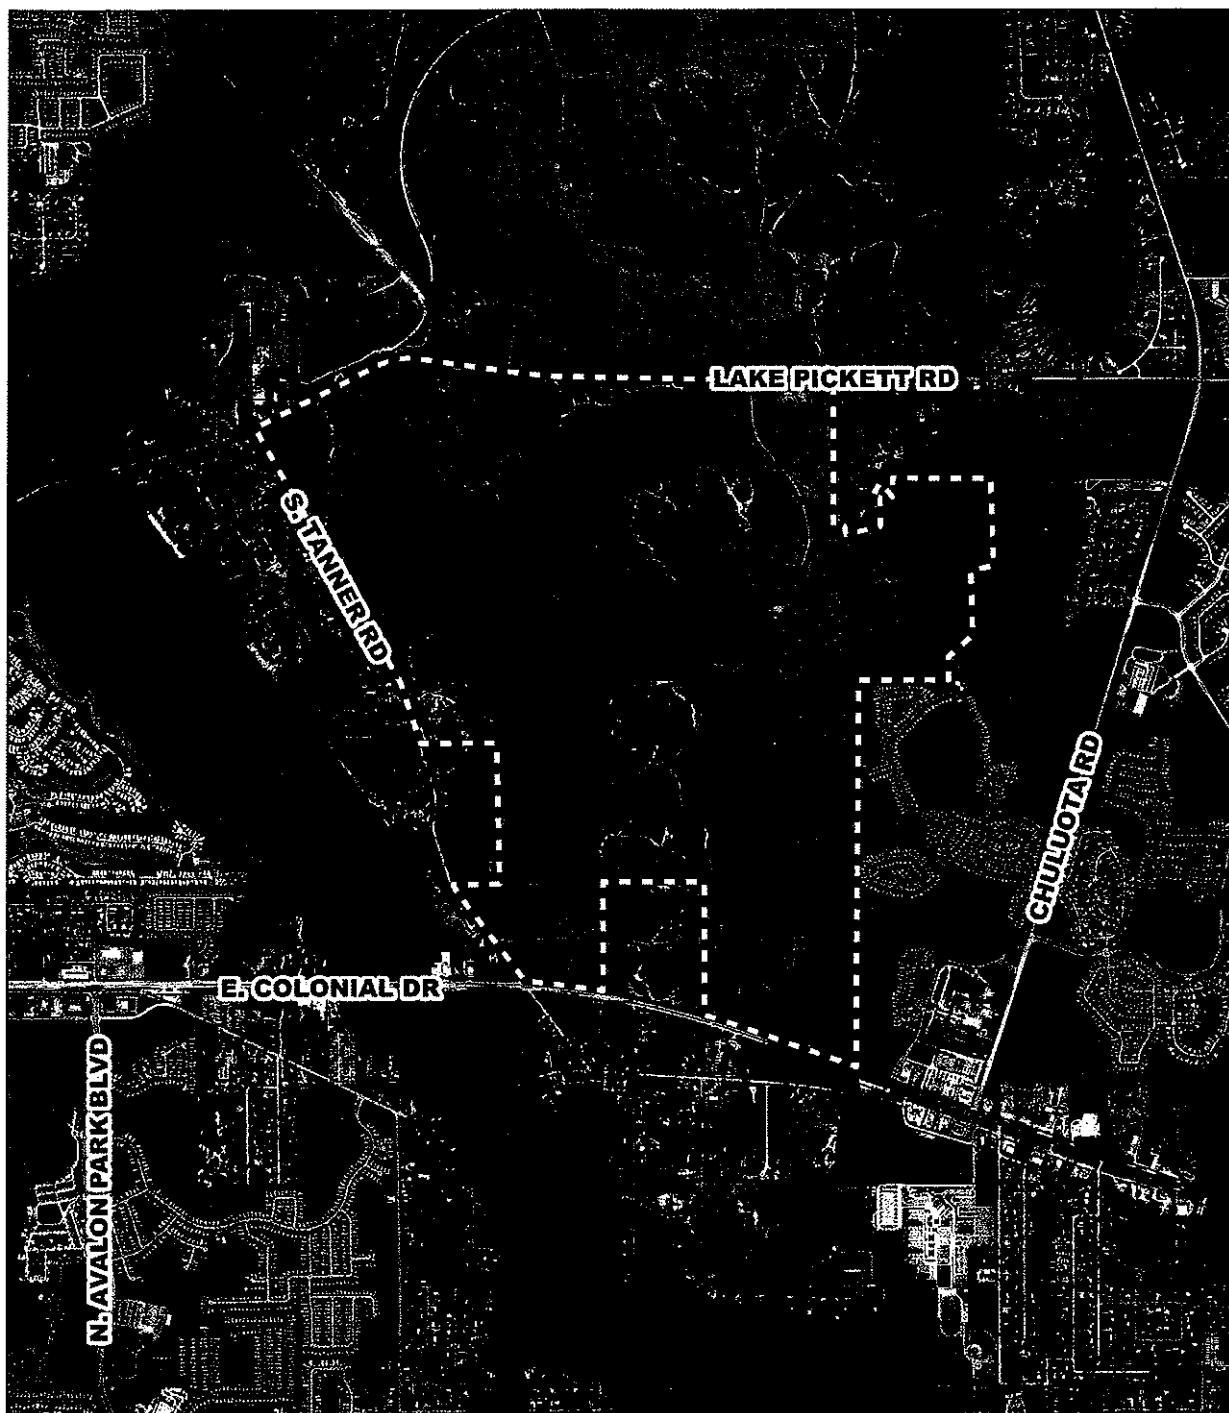 LAKE PICKETT RD
S. TANNER RD
CHULUOTA RD
E. COLONIAL DR
N. AVALON PARK BLVD